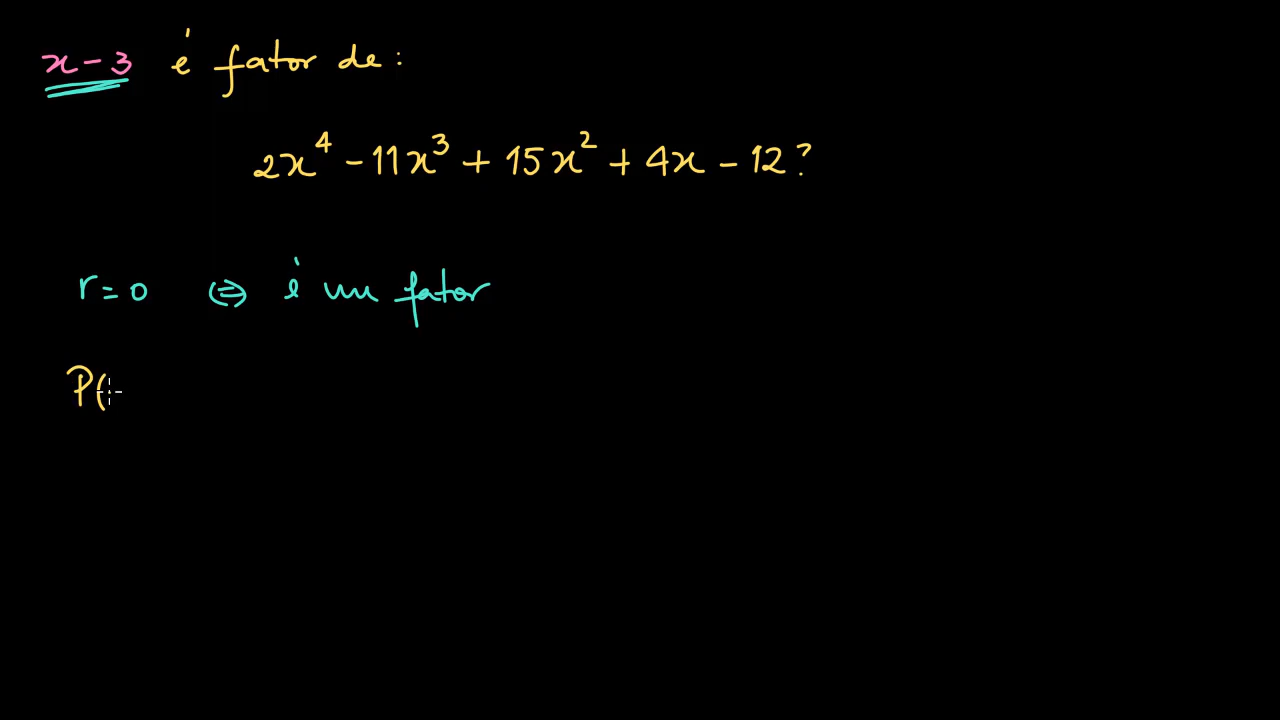 x - 3 é fator de:
2x⁴ - 11x³ + 15x² + 4x - 12?
r = 0 ⇔ é um fator
P(